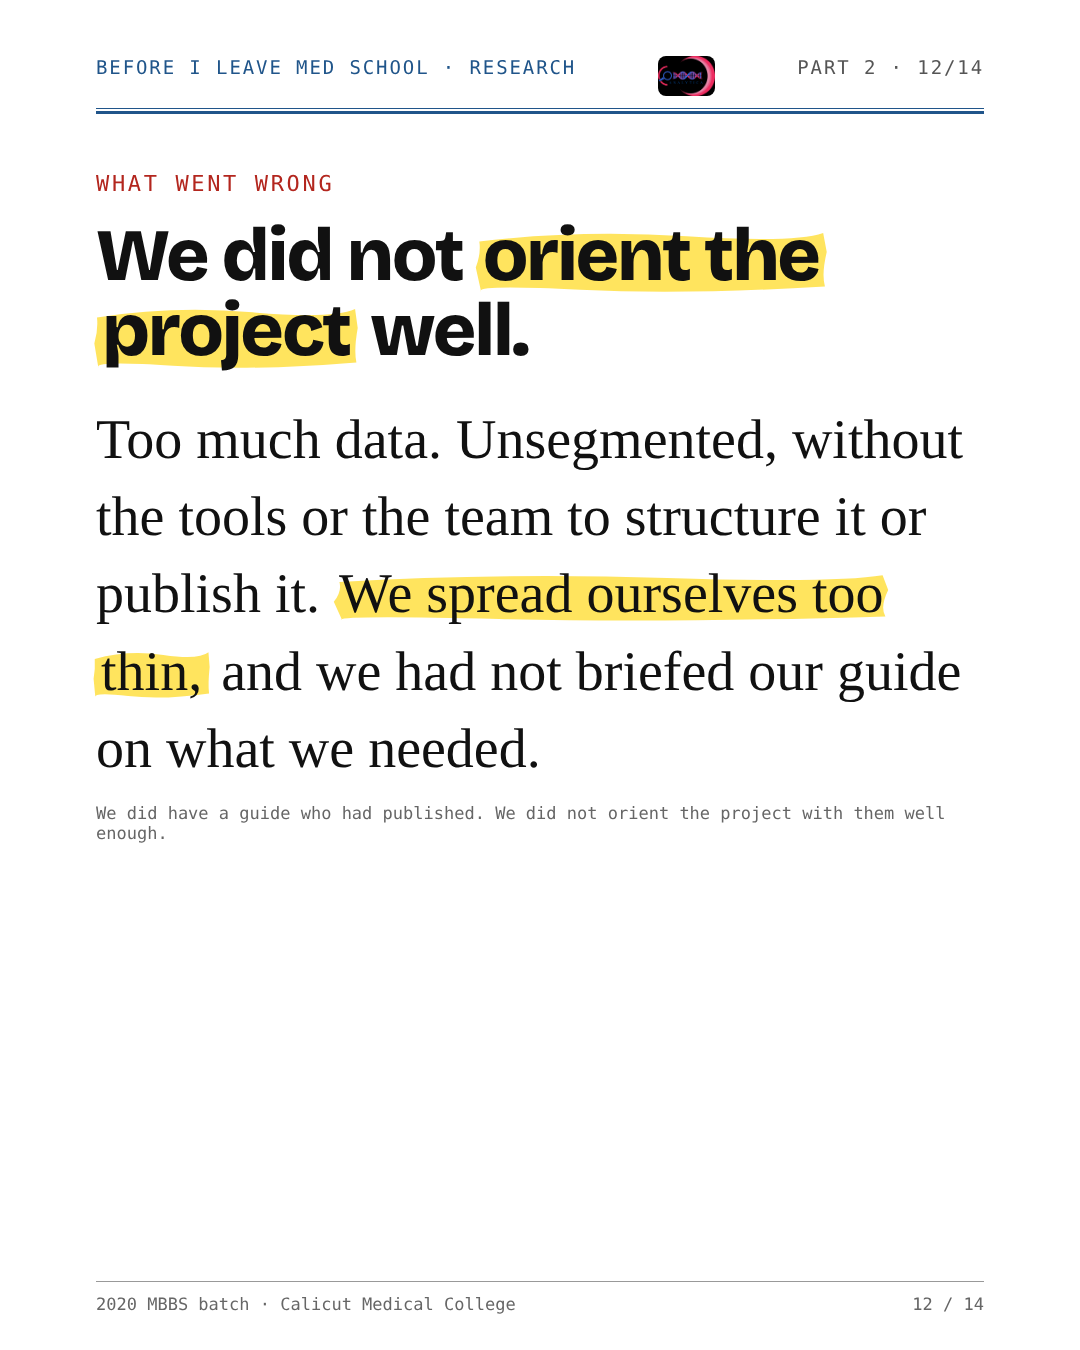 BEFORE I LEAVE MED SCHOOL · RESEARCH
PART 2 · 12/14
WHAT WENT WRONG
We did not orient the
project well.
Too much data. Unsegmented, without
the tools or the team to structure it or
publish it. We spread ourselves too
thin, and we had not briefed our guide
on what we needed.
We did have a guide who had published. We did not orient the project with them well
enough.
2020 MBBS batch · Calicut Medical College
12 / 14